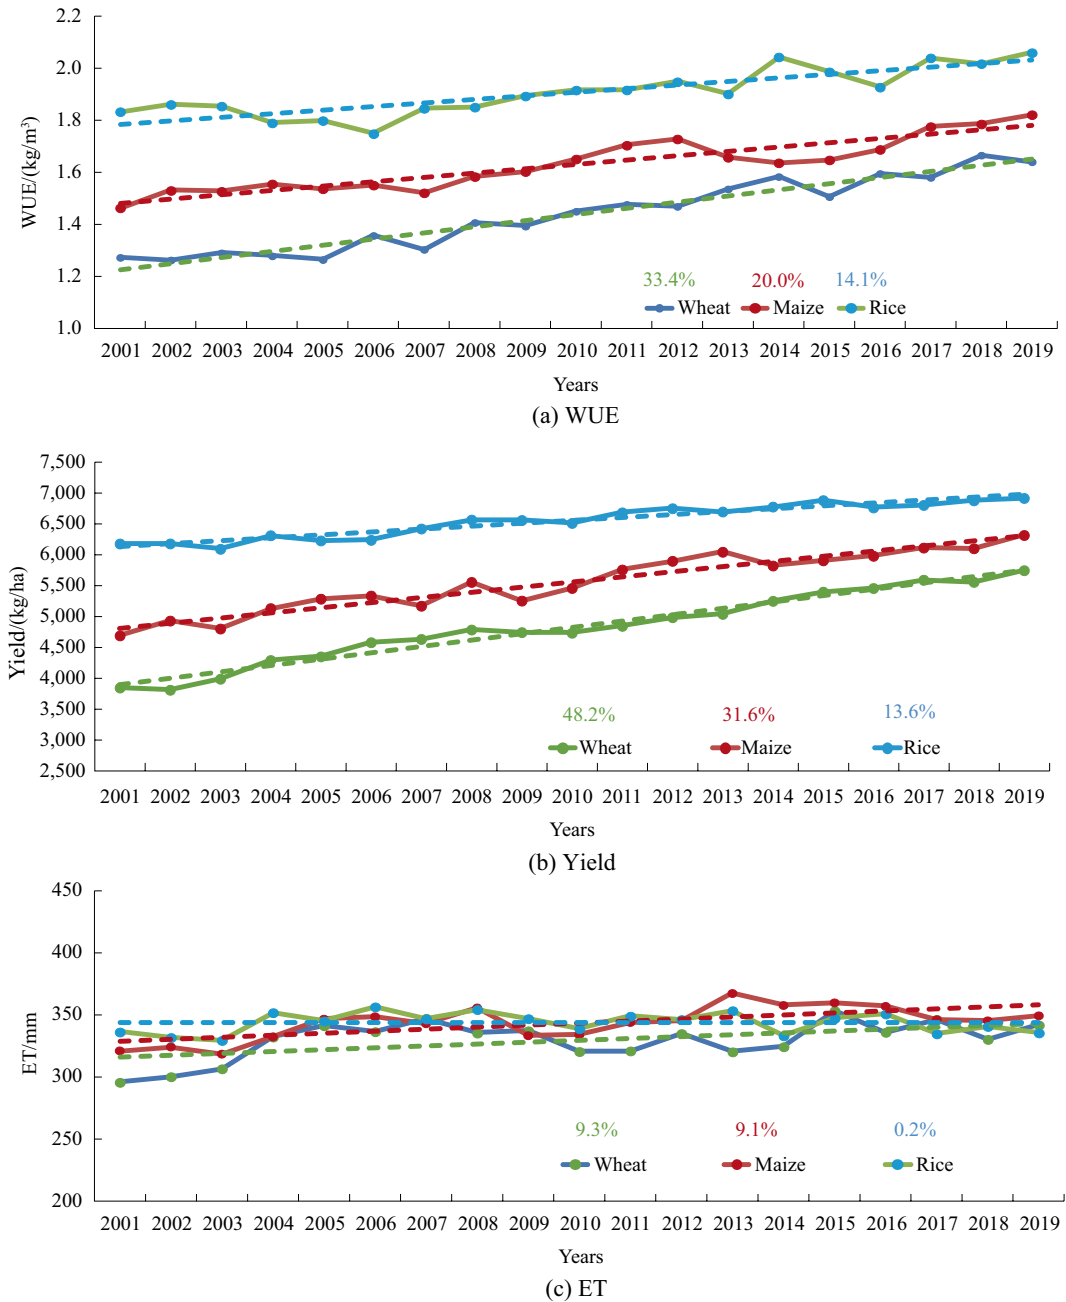 WUE/(kg/m³)
2.2
2.0
1.8
1.6
1.4
1.2
1.0
33.4% 20.0% 14.1%
Wheat Maize Rice
2001 2002 2003 2004 2005 2006 2007 2008 2009 2010 2011 2012 2013 2014 2015 2016 2017 2018 2019
Years
(a) WUE
Yield/(kg/ha)
7,500
7,000
6,500
6,000
5,500
5,000
4,500
4,000
3,500
3,000
2,500
48.2% 31.6% 13.6%
Wheat Maize Rice
2001 2002 2003 2004 2005 2006 2007 2008 2009 2010 2011 2012 2013 2014 2015 2016 2017 2018 2019
Years
(b) Yield
ET/mm
450
400
350
300
250
200
9.3% 9.1% 0.2%
Wheat Maize Rice
2001 2002 2003 2004 2005 2006 2007 2008 2009 2010 2011 2012 2013 2014 2015 2016 2017 2018 2019
Years
(c) ET